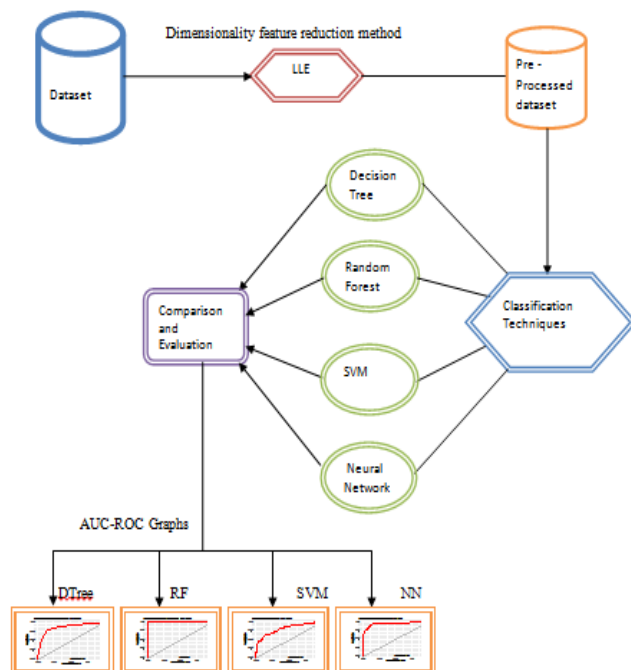 Dimensionality feature reduction method
Dataset
LLE
Pre -
Processed
dataset
Decision
Tree
Random
Forest
SVM
Neural
Network
Classification
Techniques
Comparison
and
Evaluation
AUC-ROC Graphs
DTree
RF
SVM
NN